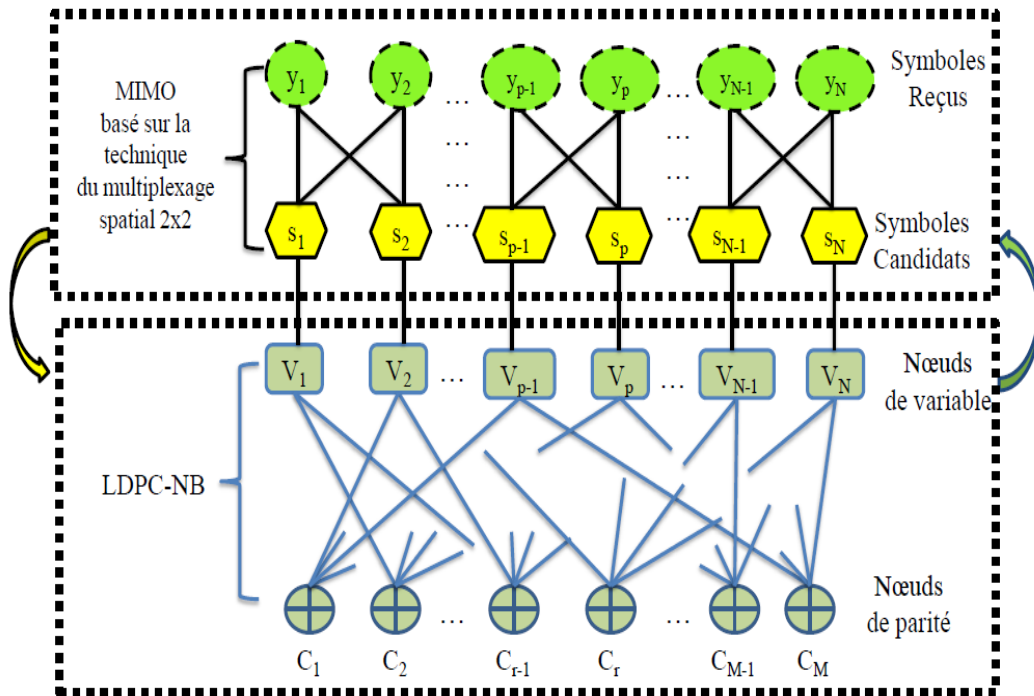 y1 y2 … yp-1 yp … yN-1 yN
Symboles
Reçus
MIMO
basé sur la
technique
du multiplexage
spatial 2x2
… …
… …
… …
s1 s2 … sp-1 sp … sN-1 sN
Symboles
Candidats
V1 V2 … Vp-1 Vp … VN-1 VN
Nœuds
de variable
LDPC-NB
… …
Nœuds
de parité
C1 C2 Cr-1 Cr CM-1 CM